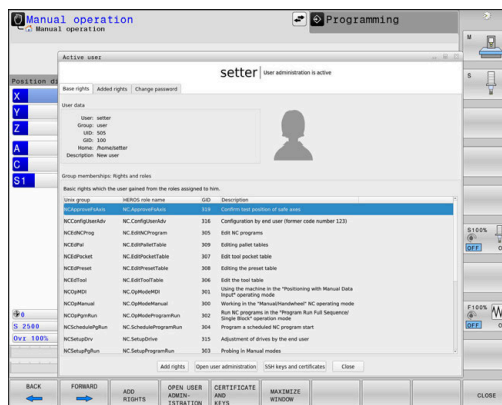 Manual operation
Manual operation
Programming
Active user
setter User administration is active
Base rights Added rights Change password
User data
User: setter
Group: user
UID: 505
GID: 100
Home: /home/setter
Description New user
Group memberships: Rights and roles
Basic rights which the user gained from the roles assigned to him.
Unix group HEROS role name GID Description
NCApproveFsAxis NC.ApproveFsAxis 319 Confirm test position of safe axes
NCConfigUserAdv NC.ConfigUserAdv 316 Configuration by end user (former code number 123)
NCEdNCProg NC.EditNCProgram 305 Edit NC programs
NCEdPal NC.EditPalletTable 309 Editing pallet tables
NCEdPocket NC.EditPocketTable 307 Edit tool pocket table
NCEdPreset NC.EditPresetTable 308 Editing the preset table
NCEdTool NC.EditToolTable 306 Edit the tool table
NCOpMDI NC.OpModeMDI 301 Using the machine in the "Positioning with Manual Data
Input" operating mode
NCOpManual NC.OpModeManual 300 Working in the "Manual/Handwheel" NC operating mode
NCOpPgmRun NC.OpModeProgramRun 302 Run NC programs in the "Program Run Full Sequence/
Single Block" operation mode
NCSchedulePgRun NC.ScheduleProgramRun 304 Program a scheduled NC program start
NCSetupDrv NC.SetupDrive 315 Adjustment of drives by the end user
NCSetupPgRun NC.SetupProgramRun 303 Probing in Manual modes
Add rights Open user administration SSH keys and certificates Close
Position di
X
Y
Z
A
C
S1
0
S 2500
Ovr 100%
M
S
S100%
OFF
F100%
OFF
BACK
FORWARD
ADD
RIGHTS
OPEN USER
ADMIN-
ISTRATION
CERTIFICATE
AND
KEYS
MAXIMIZE
WINDOW
CLOSE